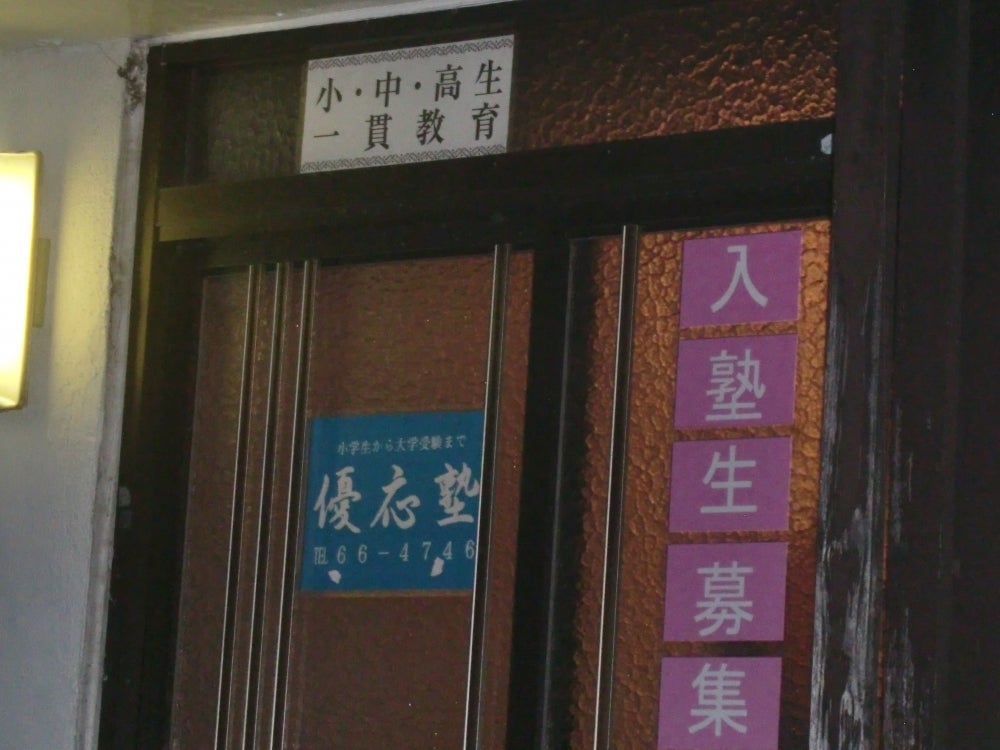 小・中・高生
一貫教育
小学生から大学受験まで
優応塾
TEL 66-4746
入塾生募集